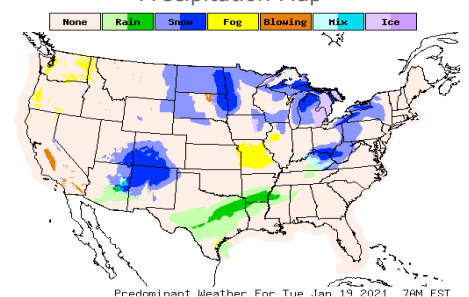 Precipitation Map
None Rain Snow Fog Blowing Mix Ice
Predominant Weather For Tue Jan 19 2021 7AM EST